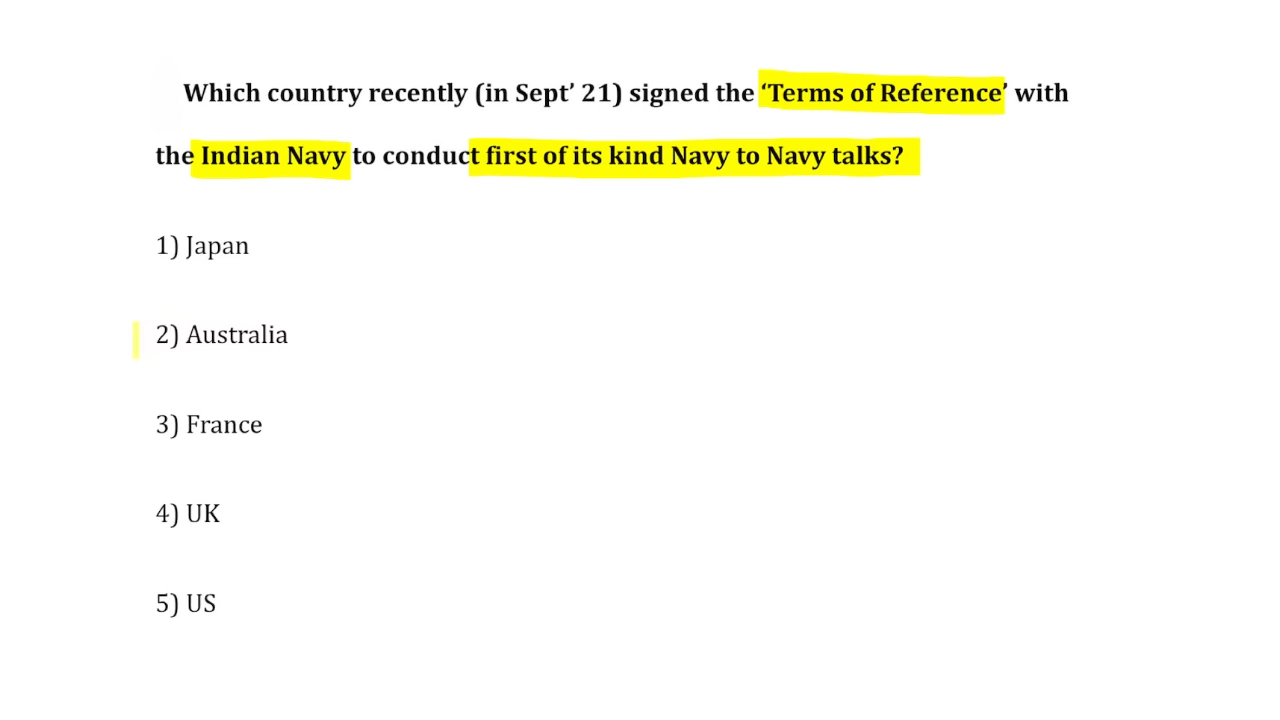 Which country recently (in Sept’ 21) signed the ‘Terms of Reference’ with
the Indian Navy to conduct first of its kind Navy to Navy talks?
1) Japan
2) Australia
3) France
4) UK
5) US